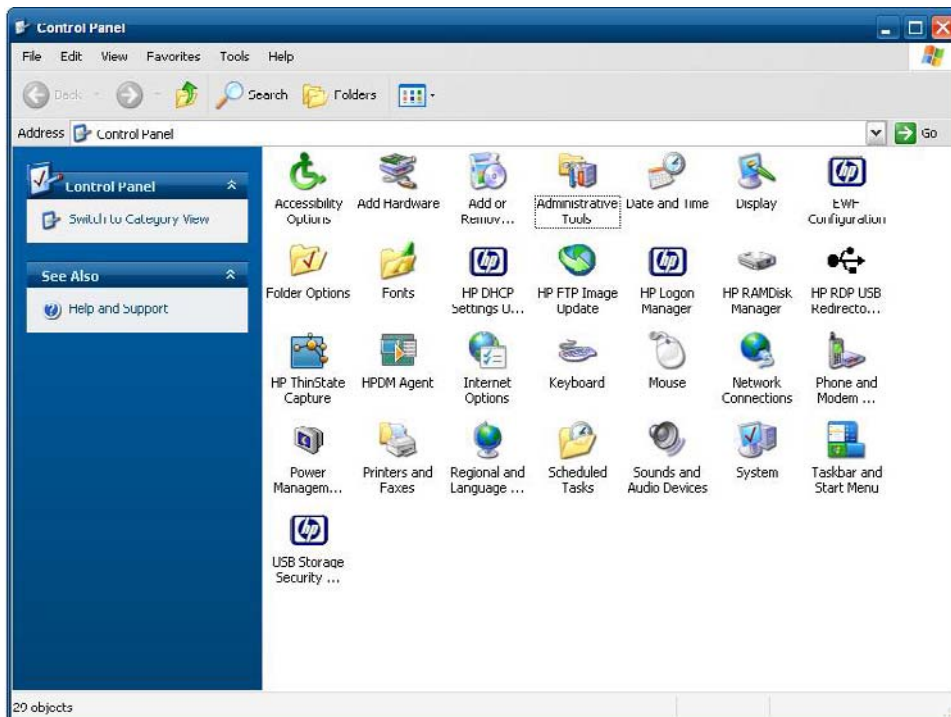 Control Panel
File Edit View Favorites Tools Help
Back Search Folders
Address Control Panel Go
Control Panel
Switch to Category View
See Also
Help and Support
Accessibility Options
Add Hardware
Add or Remov...
Administrative Tools
Date and Time
Display
EWF Configuration
Folder Options
Fonts
HP DHCP Settings U...
HP FTP Image Update
HP Logon Manager
HP RAMDisk Manager
HP RDP USB Redirecto...
HP ThinState Capture
HPDM Agent
Internet Options
Keyboard
Mouse
Network Connections
Phone and Modem ...
Power Managem...
Printers and Faxes
Regional and Language ...
Scheduled Tasks
Sounds and Audio Devices
System
Taskbar and Start Menu
USB Storage Security ...
29 objects